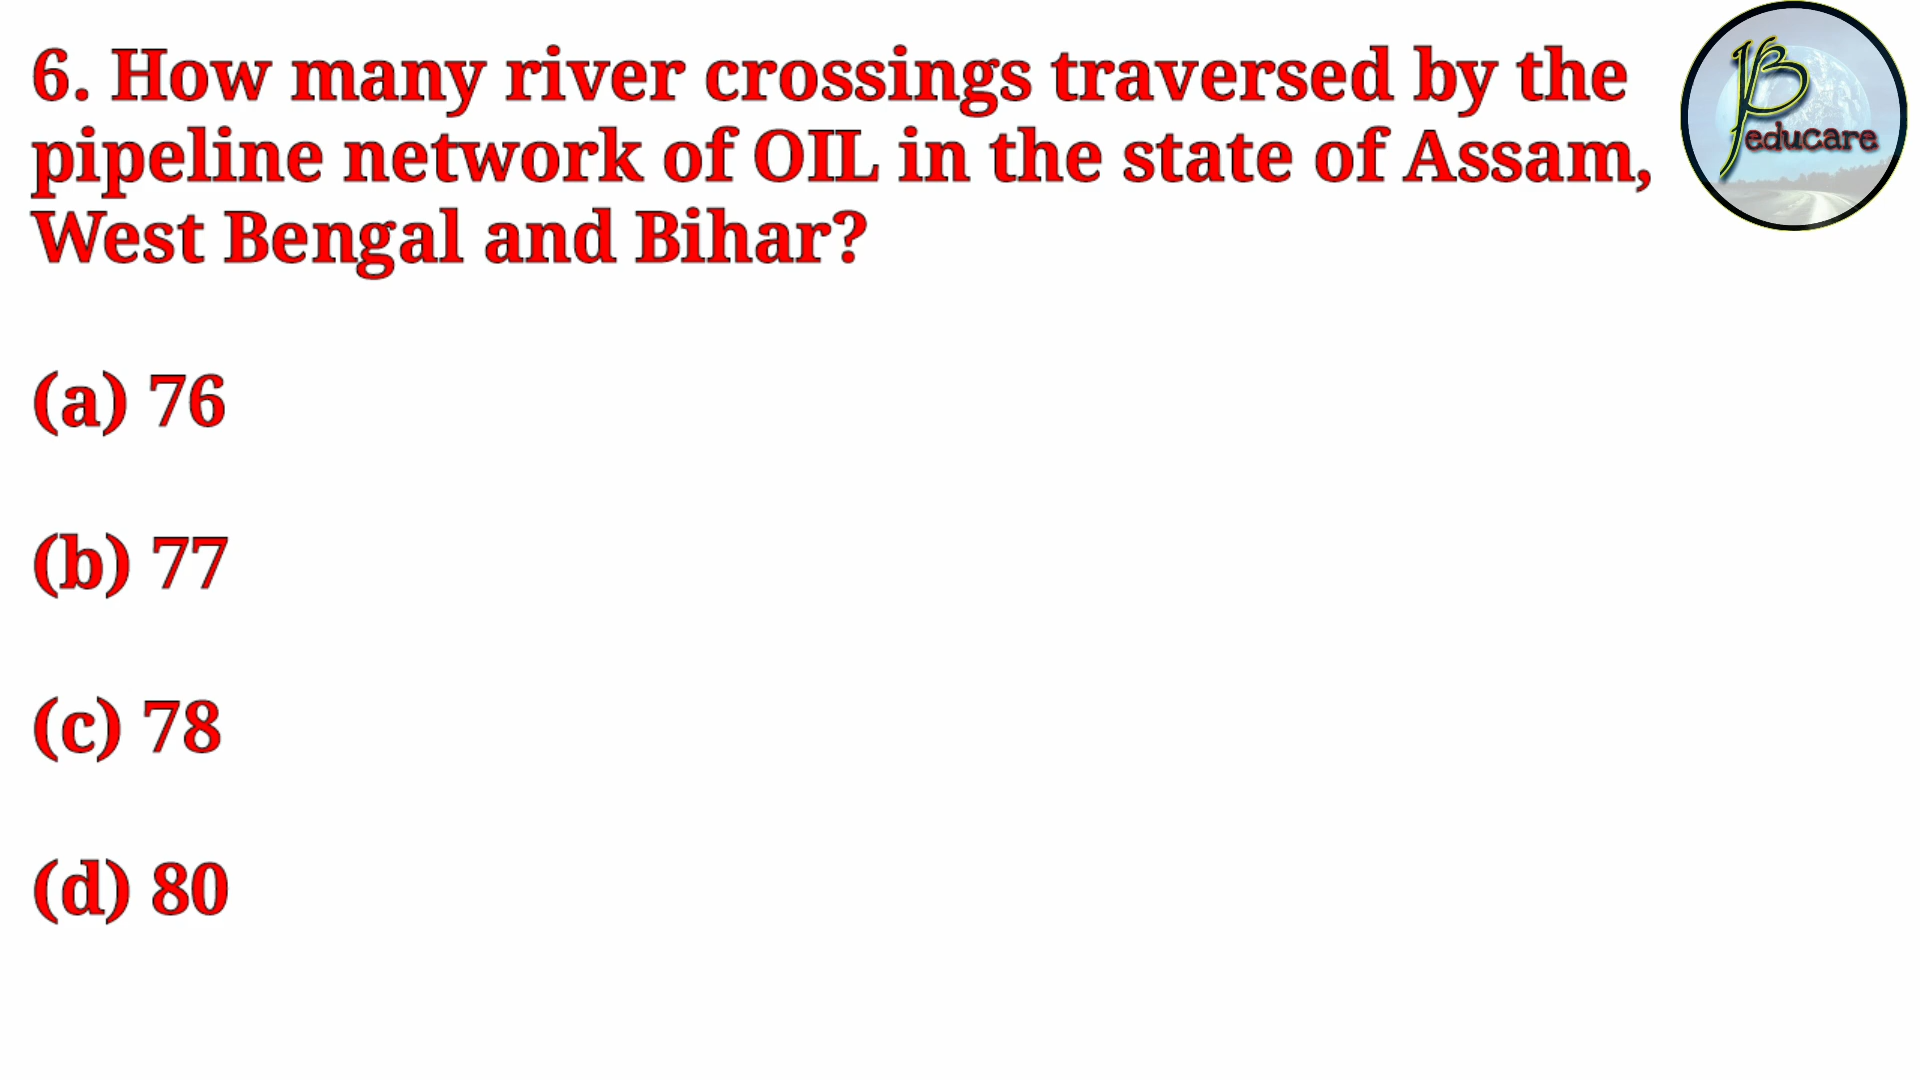 6. How many river crossings traversed by the
pipeline network of OIL in the state of Assam,
West Bengal and Bihar?
(a) 76
(b) 77
(c) 78
(d) 80
educare